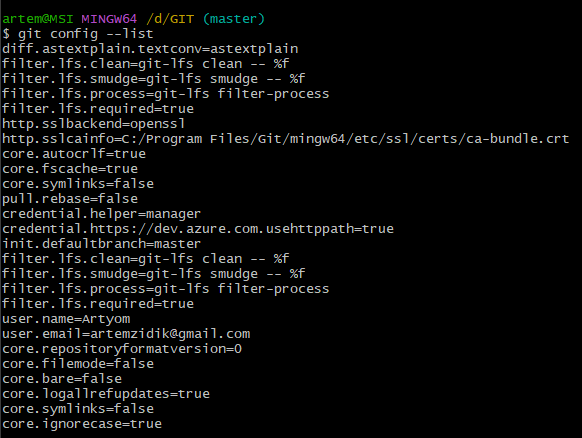 artem@MSI MINGW64 /d/GIT (master)
$ git config --list
diff.astextplain.textconv=astextplain
filter.lfs.clean=git-lfs clean -- %f
filter.lfs.smudge=git-lfs smudge -- %f
filter.lfs.process=git-lfs filter-process
filter.lfs.required=true
http.sslbackend=openssl
http.sslcainfo=C:/Program Files/Git/mingw64/etc/ssl/certs/ca-bundle.crt
core.autocrlf=true
core.fscache=true
core.symlinks=false
pull.rebase=false
credential.helper=manager
credential.https://dev.azure.com.usehttppath=true
init.defaultbranch=master
filter.lfs.clean=git-lfs clean -- %f
filter.lfs.smudge=git-lfs smudge -- %f
filter.lfs.process=git-lfs filter-process
filter.lfs.required=true
user.name=Artyom
user.email=artemzidik@gmail.com
core.repositoryformatversion=0
core.filemode=false
core.bare=false
core.logallrefupdates=true
core.symlinks=false
core.ignorecase=true